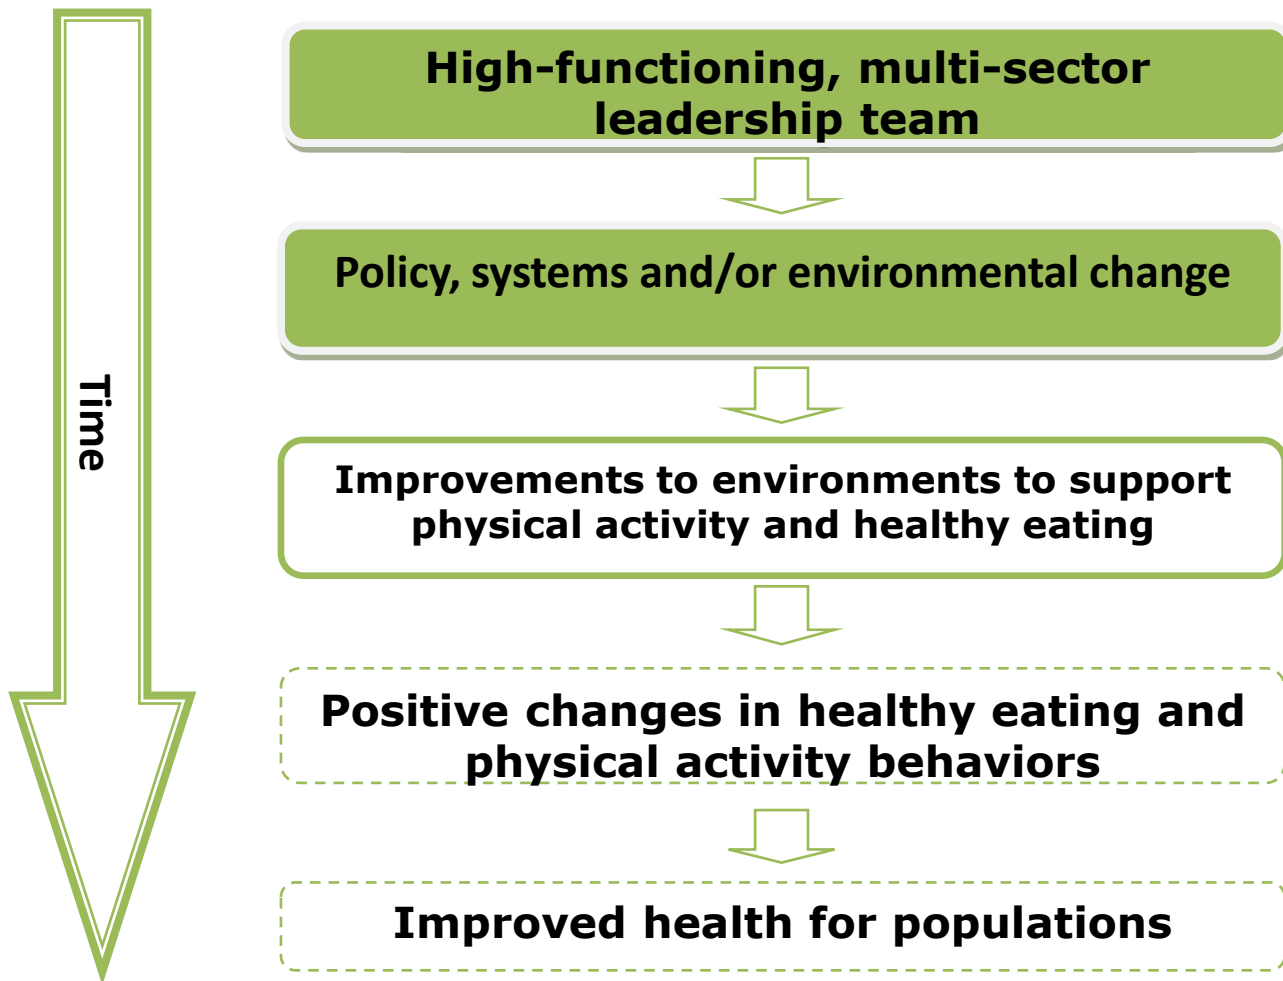 High-functioning, multi-sector
leadership team
Policy, systems and/or environmental change
Time
Improvements to environments to support
physical activity and healthy eating
Positive changes in healthy eating and
physical activity behaviors
Improved health for populations